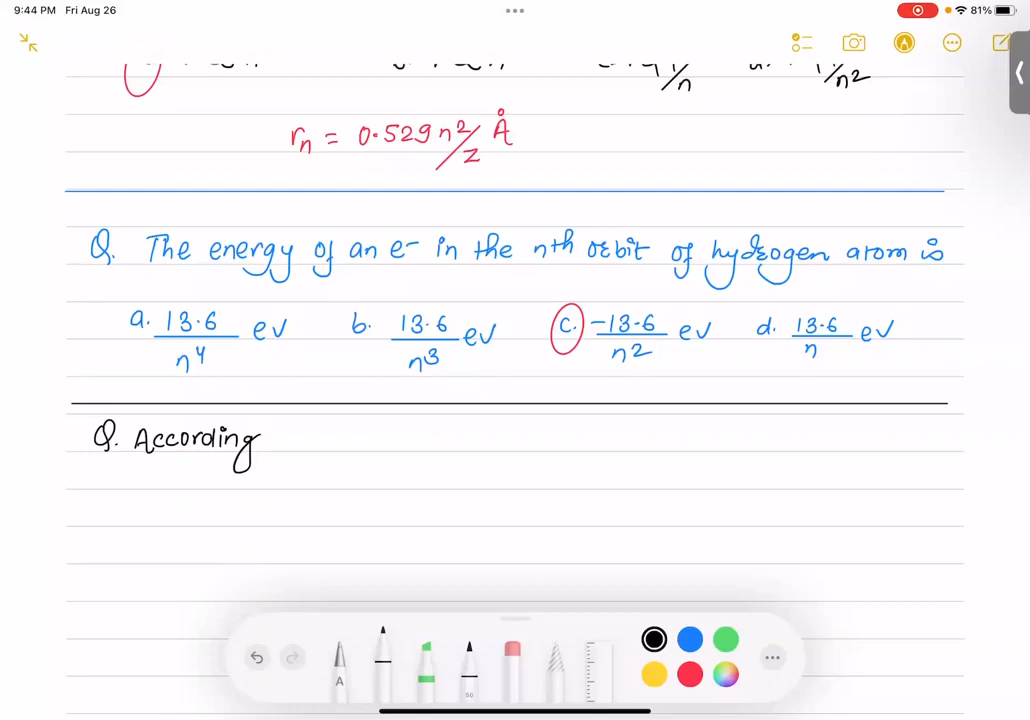 9:44 PM Fri Aug 26
81%
rn = 0.529 n²/z Å
Q. The energy of an e- in the nth orbit of hydrogen atom is
a. 13.6/n⁴ eV b. 13.6/n³ eV c. -13.6/n² eV d. 13.6/n eV
Q. According
A
50